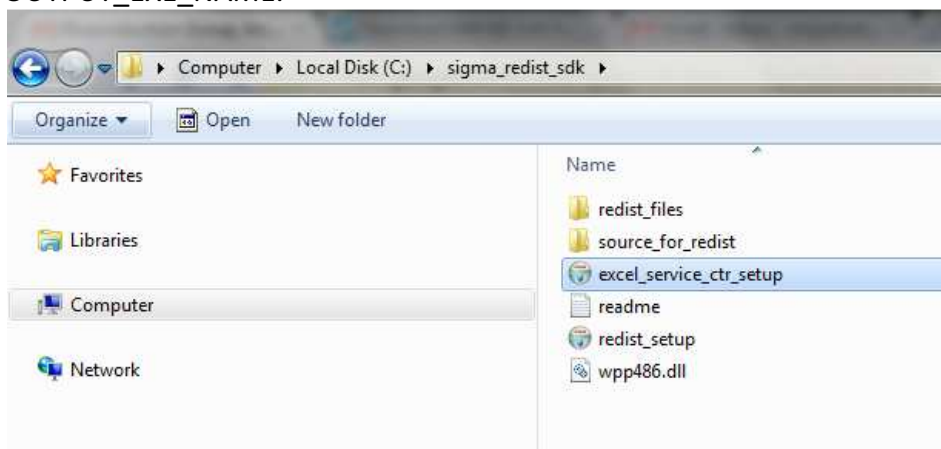 OUTPUT_EXE_NAME.
Computer ▸ Local Disk (C:) ▸ sigma_redist_sdk ▸
Organize ▾ Open New folder
Favorites
Libraries
Computer
Network
Name
redist_files
source_for_redist
excel_service_ctr_setup
readme
redist_setup
wpp486.dll